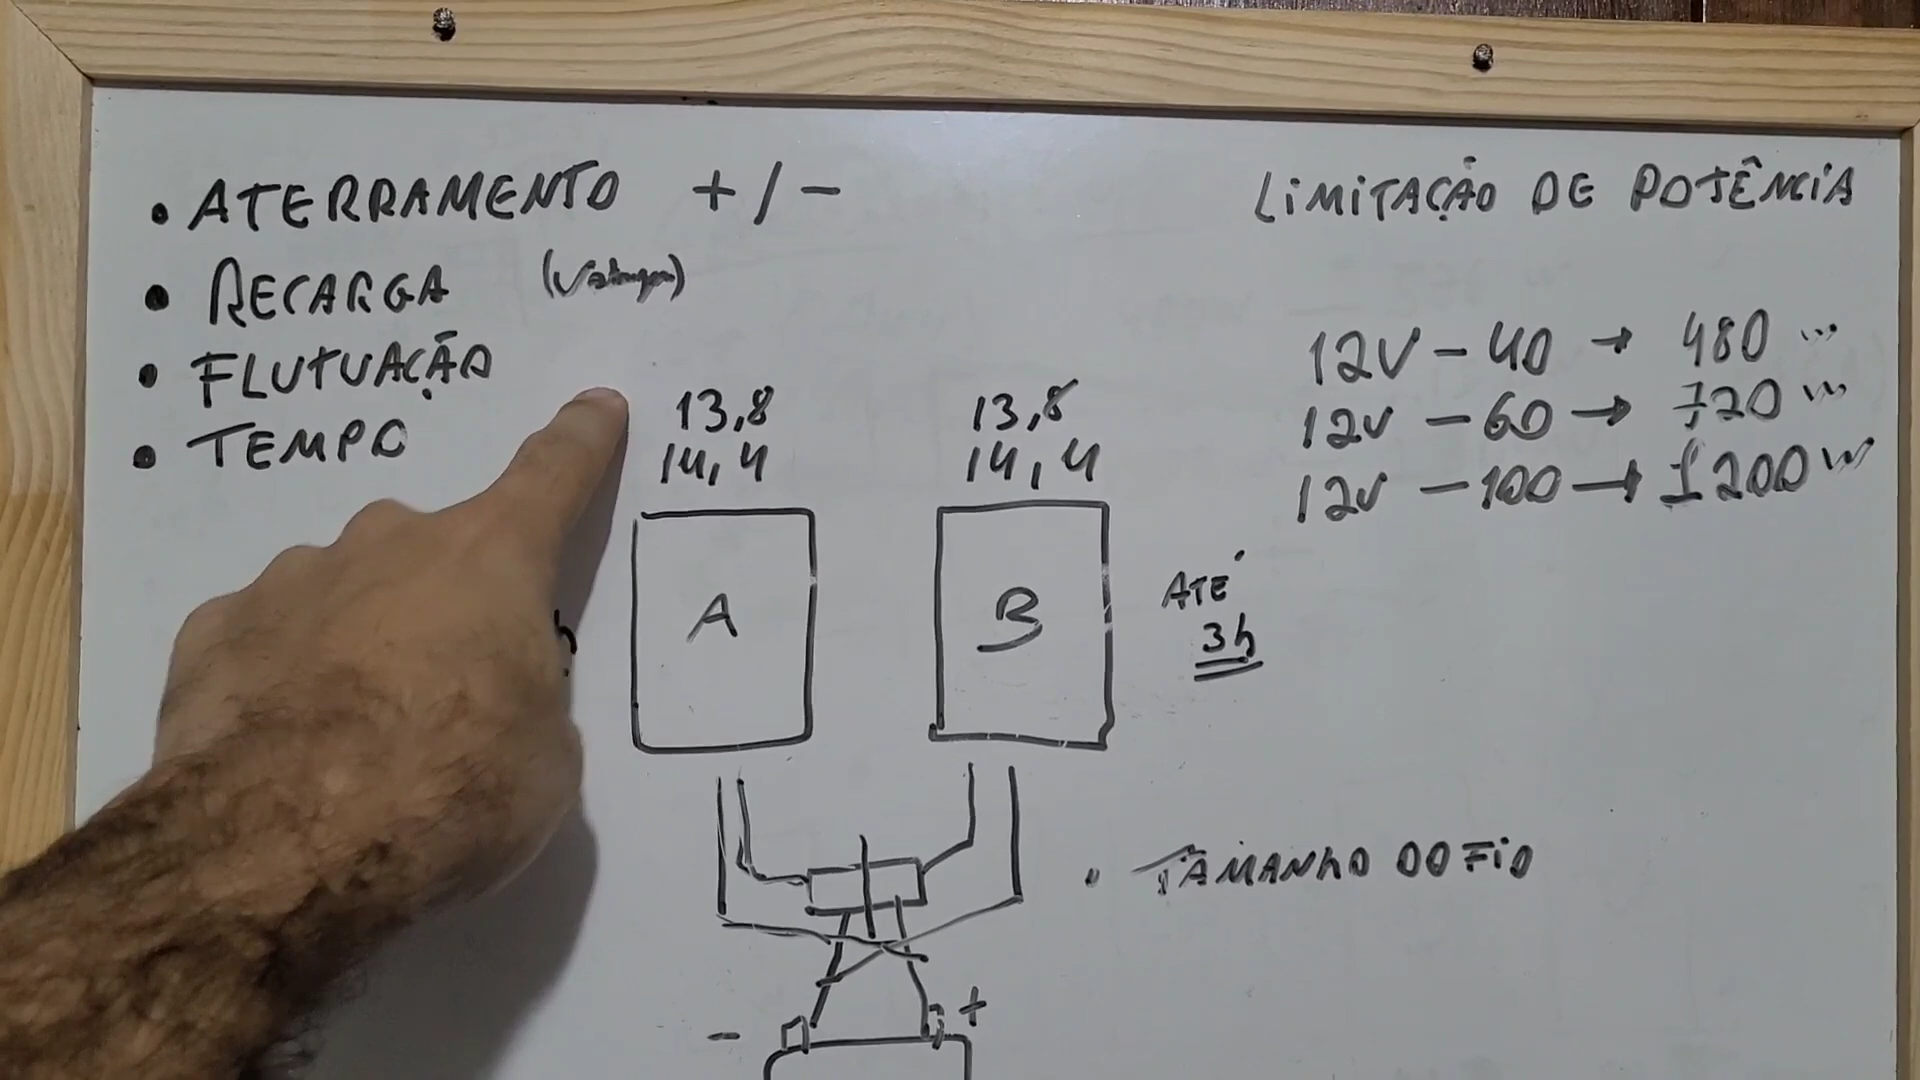 • ATERRAMENTO +/-
• RECARGA
• FLUTUAÇÃO
• TEMPO
LIMITAÇÃO DE POTÊNCIA
12V - 40 → 480 w
12V - 60 → 720 w
12V - 100 → 1200 W
13,8
14,4
13,8
14,4
A
B
h
ATÉ
3h
• TAMANHO DO FIO
- +